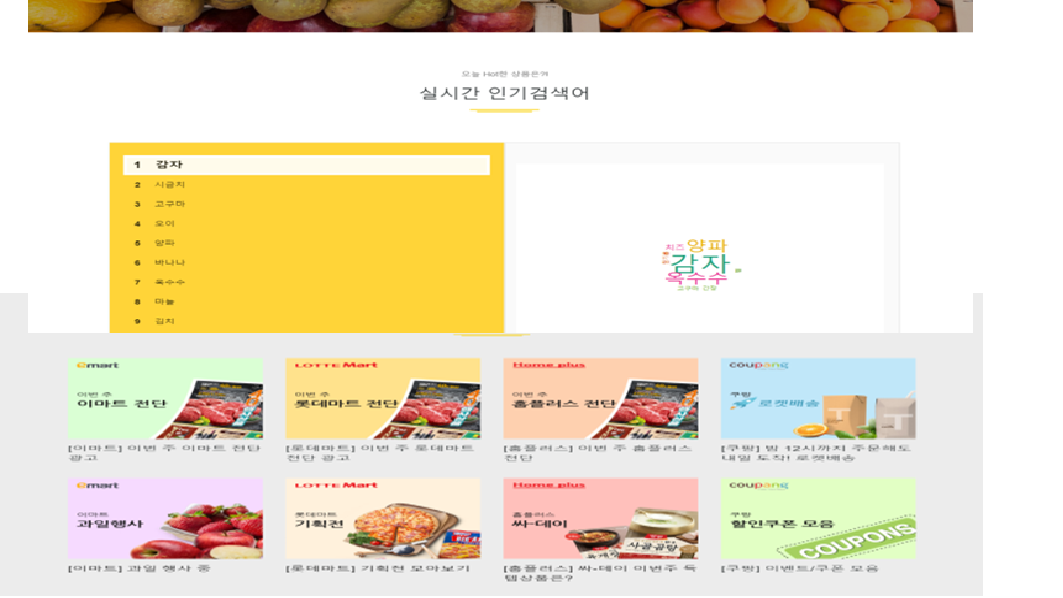 오늘 Hot한 상품은?!
실시간 인기검색어
1 감자
2 시금치
3 고구마
4 오이
5 양파
6 바나나
7 옥수수
8 마늘
9 김치
치즈 양파
감자
옥수수
고구마 김장
emart
이번 주
이마트 전단
[이마트] 이번 주 이마트 전단
광고
LOTTE Mart
이번 주
롯데마트 전단
[롯데마트] 이번 주 롯데마트
전단 광고
Home plus
이번 주
홈플러스 전단
[홈플러스] 이번 주 홈플러스
전단
coupang
쿠팡
로켓배송
[쿠팡] 밤 12시까지 주문해도
내일 도착! 로켓배송
emart
이마트
과일행사
[이마트] 과일 행사 중
LOTTE Mart
롯데마트
기획전
[롯데마트] 기획전 모아보기
Home plus
홈플러스
싸-데이
사골곰탕
[홈플러스] 싸-데이 이번주 특
템상품은?
coupang
쿠팡
할인쿠폰 모음
COUPONS
[쿠팡] 이벤트/쿠폰 모음